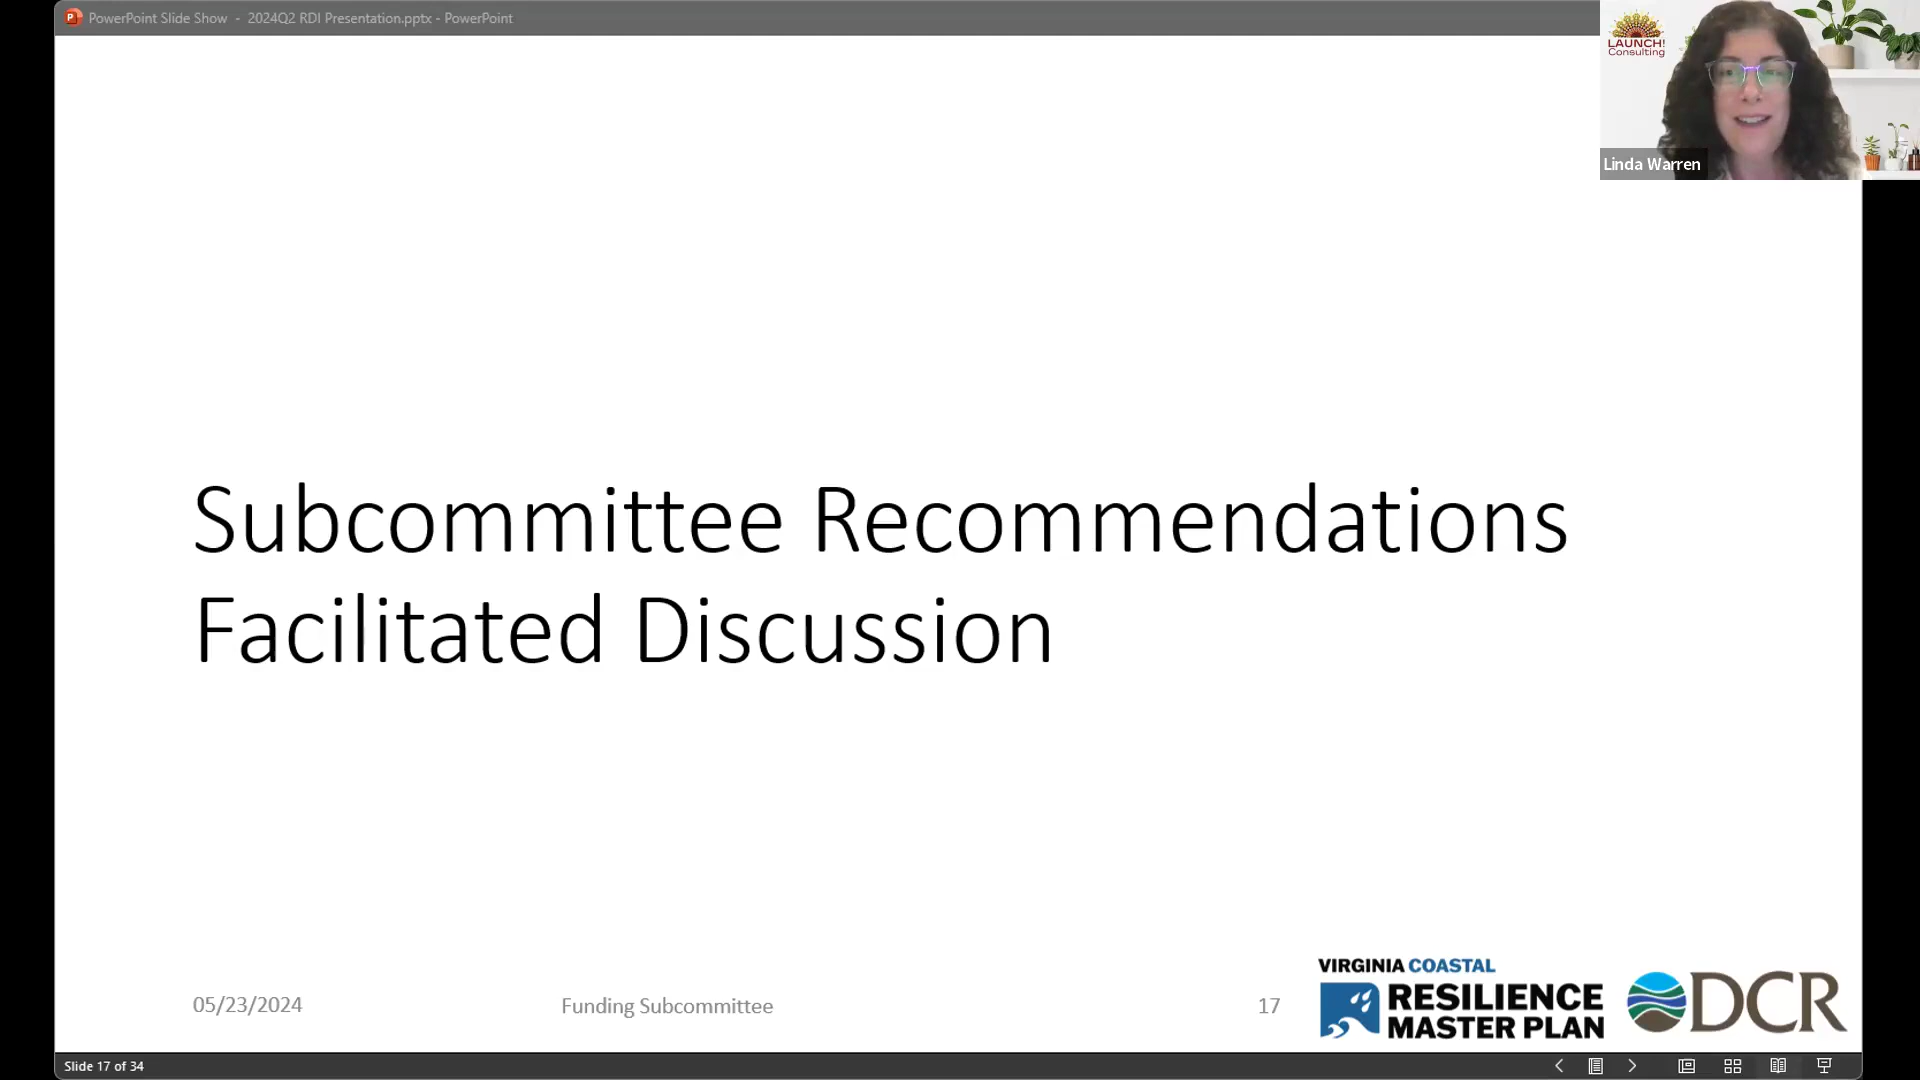 PowerPoint Slide Show - 2024Q2 RDI Presentation.pptx - PowerPoint
LAUNCH!
Consulting
Linda Warren
Subcommittee Recommendations
Facilitated Discussion
05/23/2024
Funding Subcommittee
17
VIRGINIA COASTAL
RESILIENCE
MASTER PLAN
DCR
Slide 17 of 34